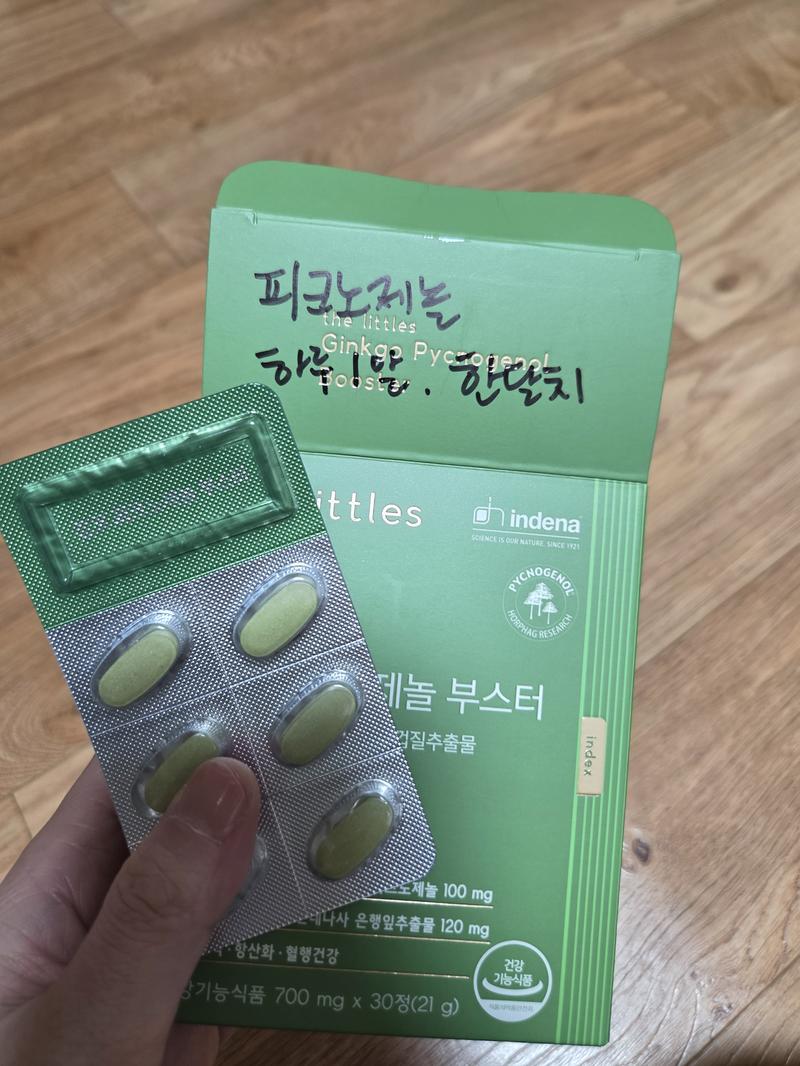 피크노제놀
the littles
Ginkgo Pycnogenol
Booster
하루 1알. 한달치
ittles
indena
SCIENCE IS OUR NATURE. SINCE 1921
PYCNOGENOL
HORPHAG RESEARCH
제놀 부스터
껍질추출물
index
노제놀 100 mg
데나사 은행잎추출물 120 mg
· 항산화 · 혈행건강
건강
기능식품
강기능식품 700 mg x 30정(21 g)